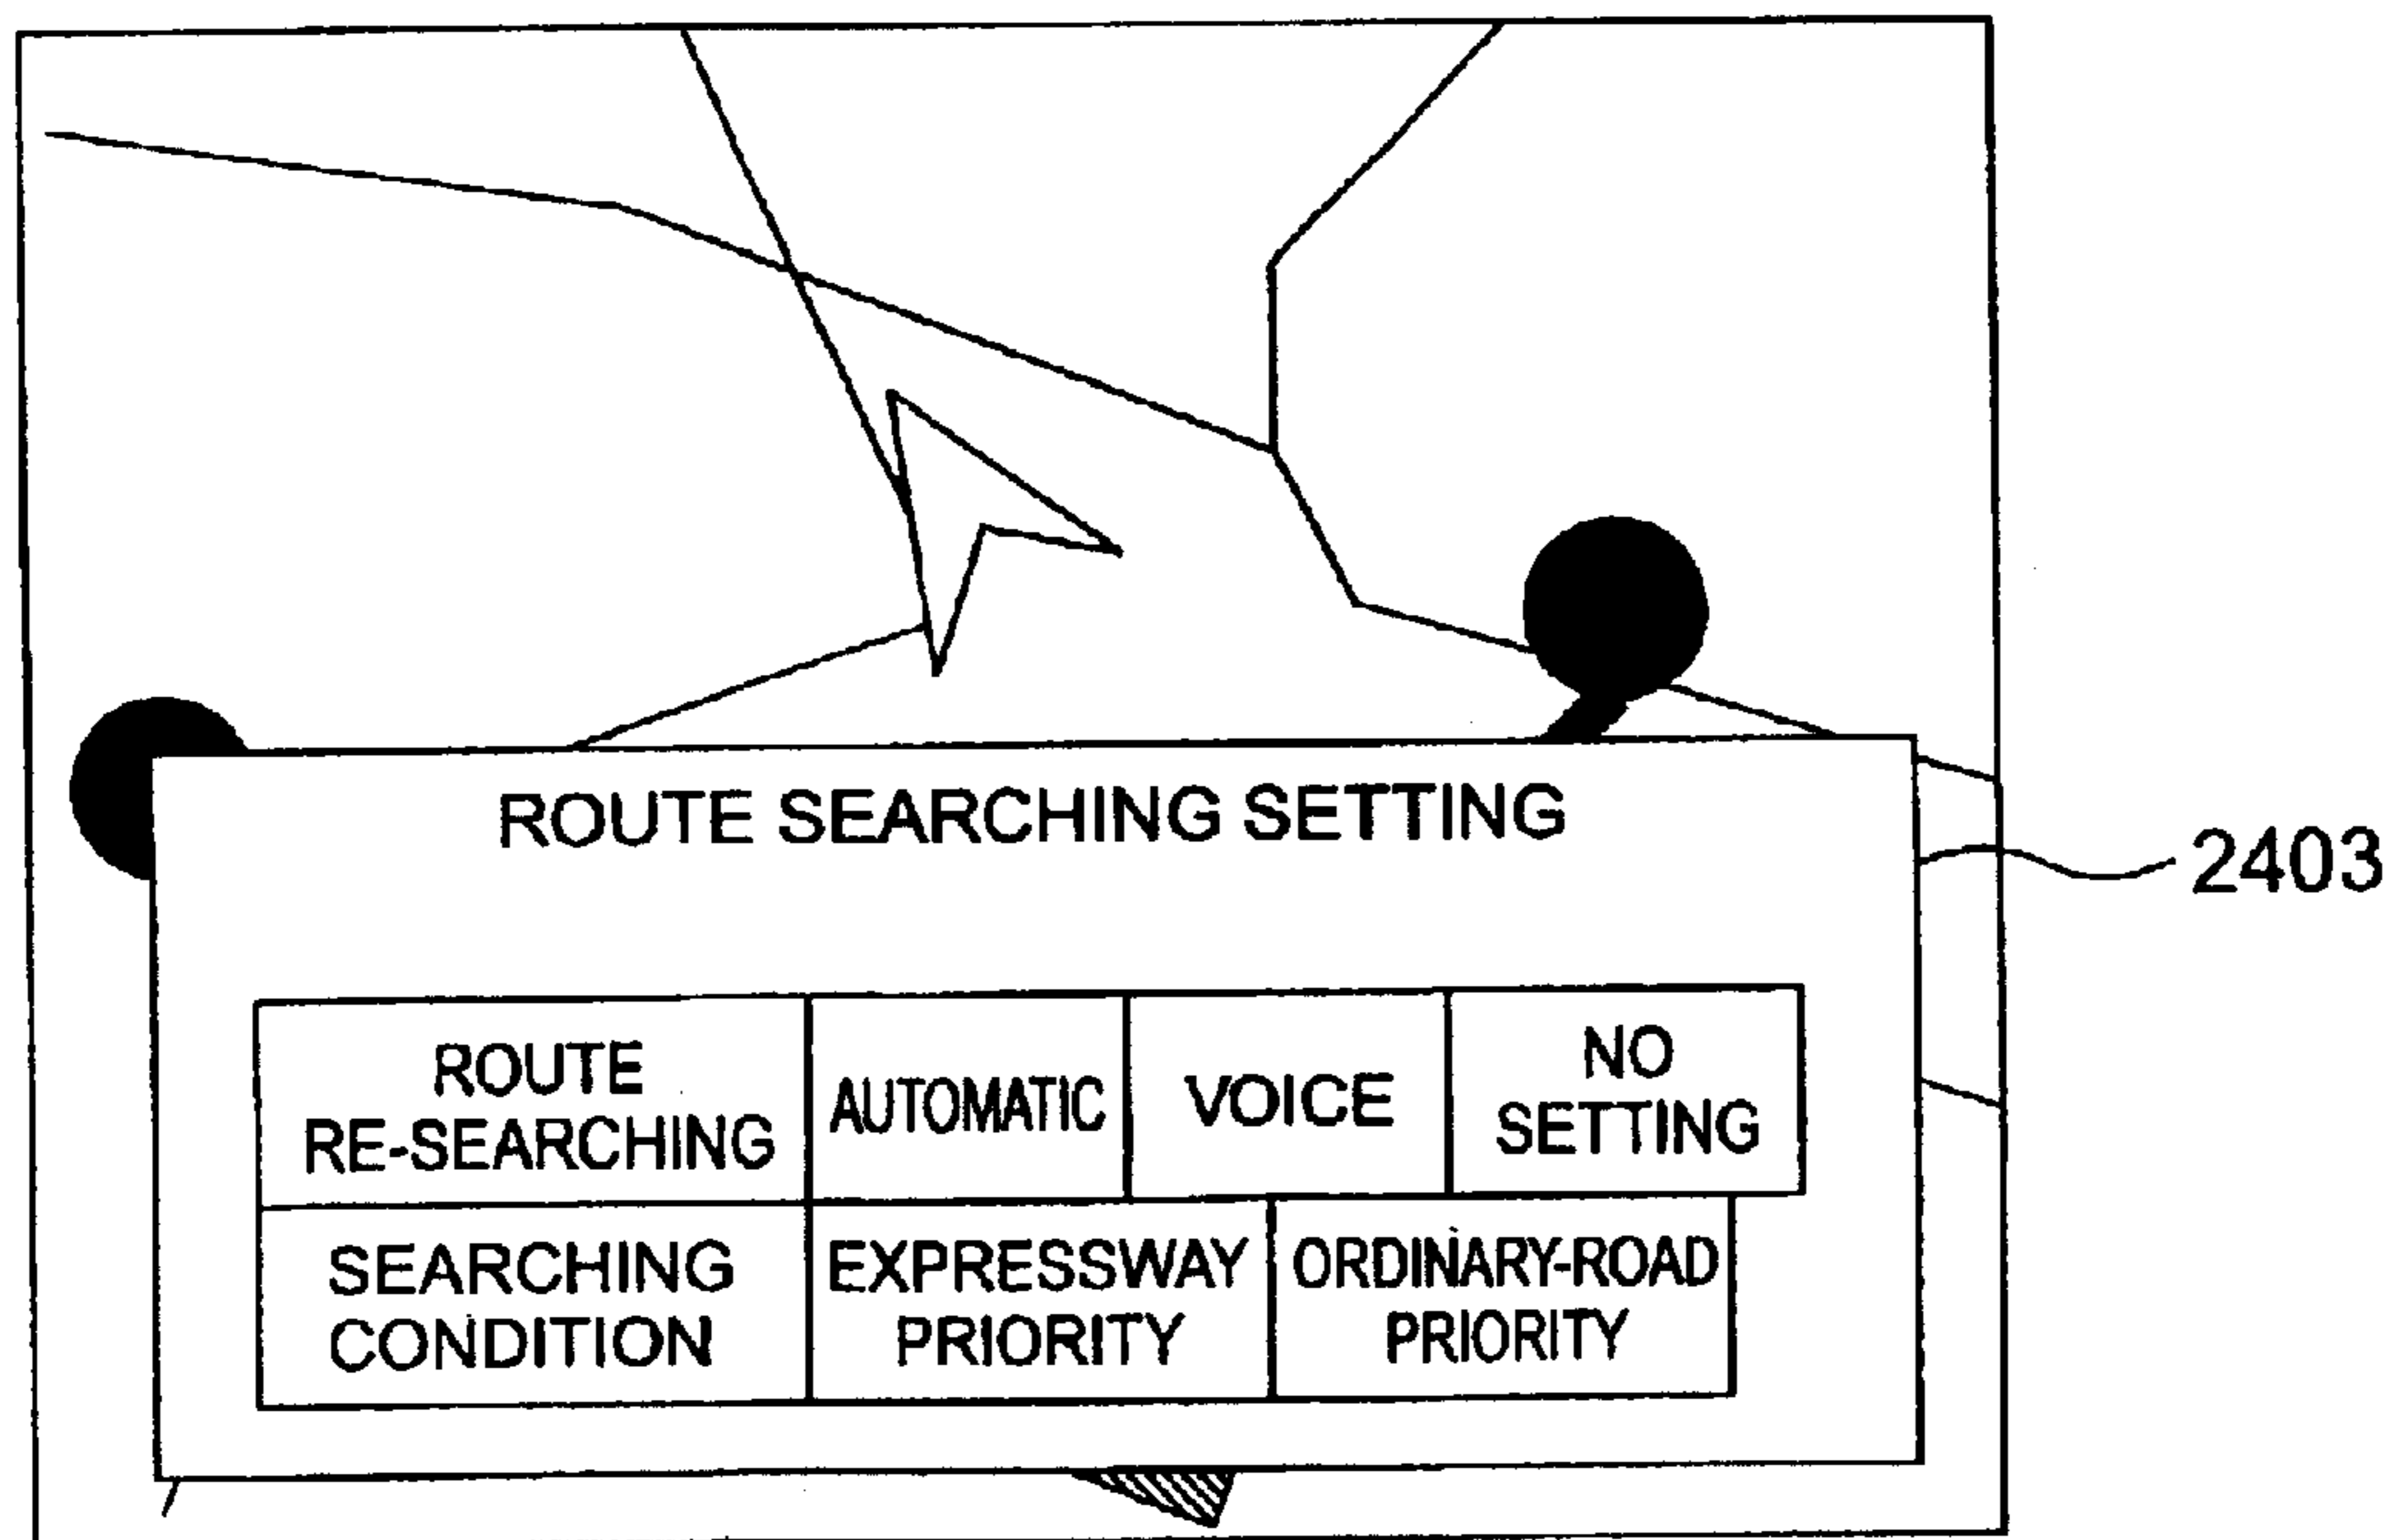 ROUTE SEARCHING SETTING
2403
ROUTE
RE-SEARCHING
AUTOMATIC
VOICE
NO
SETTING
SEARCHING
CONDITION
EXPRESSWAY
PRIORITY
ORDINARY-ROAD
PRIORITY